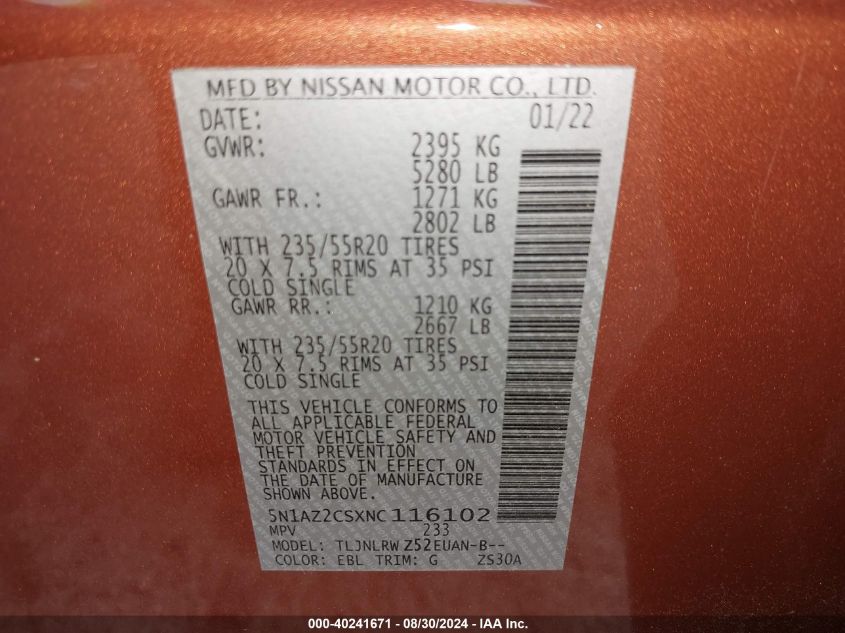 MFD BY NISSAN MOTOR CO., LTD.
DATE: 01/22
GVWR: 2395 KG
5280 LB
GAWR FR.: 1271 KG
2802 LB
WITH 235/55R20 TIRES
20 X 7.5 RIMS AT 35 PSI
COLD SINGLE
GAWR RR.: 1210 KG
2667 LB
WITH 235/55R20 TIRES
20 X 7.5 RIMS AT 35 PSI
COLD SINGLE
THIS VEHICLE CONFORMS TO
ALL APPLICABLE FEDERAL
MOTOR VEHICLE SAFETY AND
THEFT PREVENTION
STANDARDS IN EFFECT ON
THE DATE OF MANUFACTURE
SHOWN ABOVE.
5N1AZ2CSXNC116102
MPV 233
MODEL: TLJNLRW Z52EUAN-B--
COLOR: EBL TRIM: G ZS30A
000-40241671 - 08/30/2024 - IAA Inc.